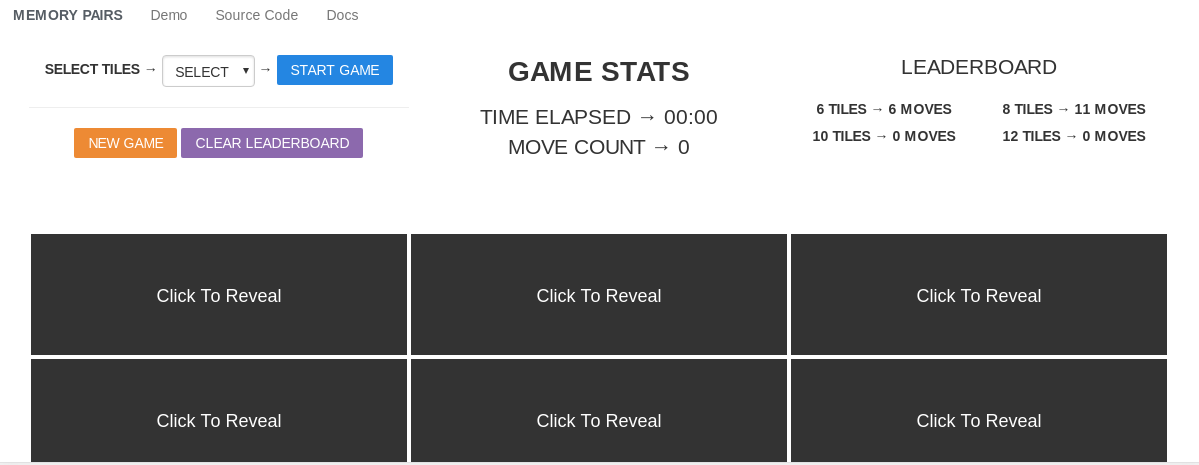 MEMORY PAIRS Demo Source Code Docs
SELECT TILES → SELECT → START GAME
NEW GAME CLEAR LEADERBOARD
GAME STATS
TIME ELAPSED → 00:00
MOVE COUNT → 0
LEADERBOARD
6 TILES → 6 MOVES 8 TILES → 11 MOVES
10 TILES → 0 MOVES 12 TILES → 0 MOVES
Click To Reveal Click To Reveal Click To Reveal
Click To Reveal Click To Reveal Click To Reveal